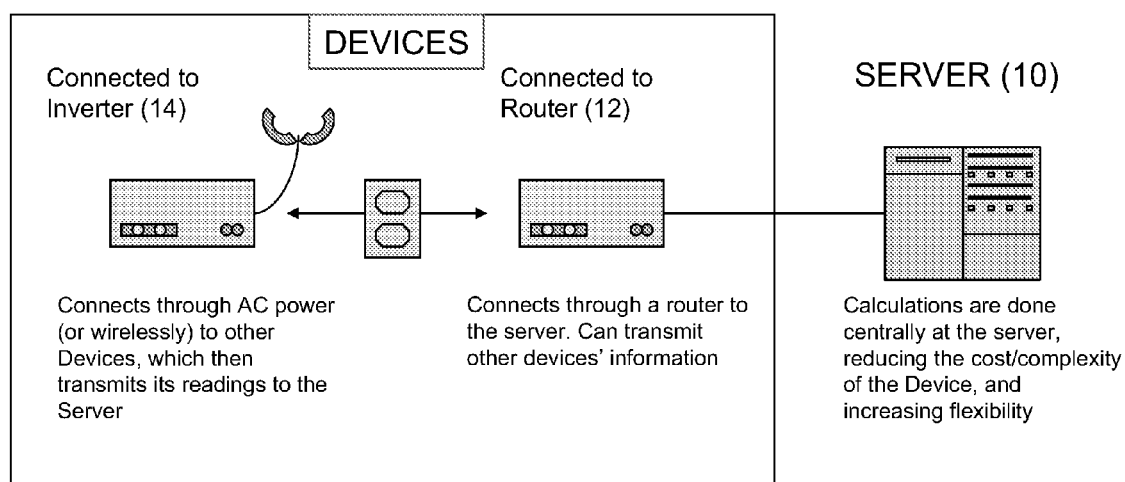 DEVICES
Connected to
Inverter (14)
Connected to
Router (12)
SERVER (10)
Connects through AC power
(or wirelessly) to other
Devices, which then
transmits its readings to the
Server
Connects through a router to
the server. Can transmit
other devices' information
Calculations are done
centrally at the server,
reducing the cost/complexity
of the Device, and
increasing flexibility